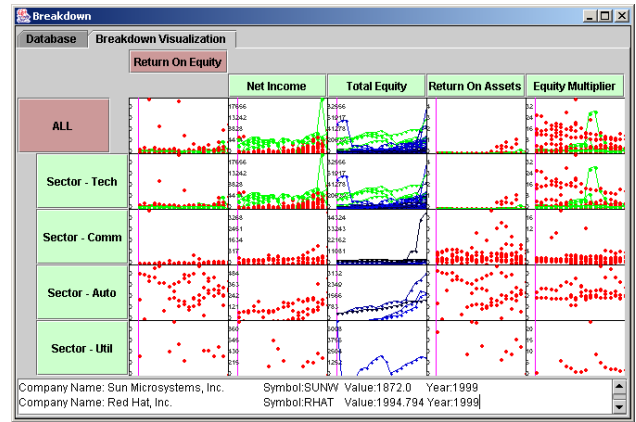 Breakdown
Database Breakdown Visualization
Return On Equity
Net Income Total Equity Return On Assets Equity Multiplier
ALL
Sector - Tech
Sector - Comm
Sector - Auto
Sector - Util
Company Name: Sun Microsystems, Inc. Symbol:SUNW Value:1872.0 Year:1999
Company Name: Red Hat, Inc. Symbol:RHAT Value:1994.794 Year:1999